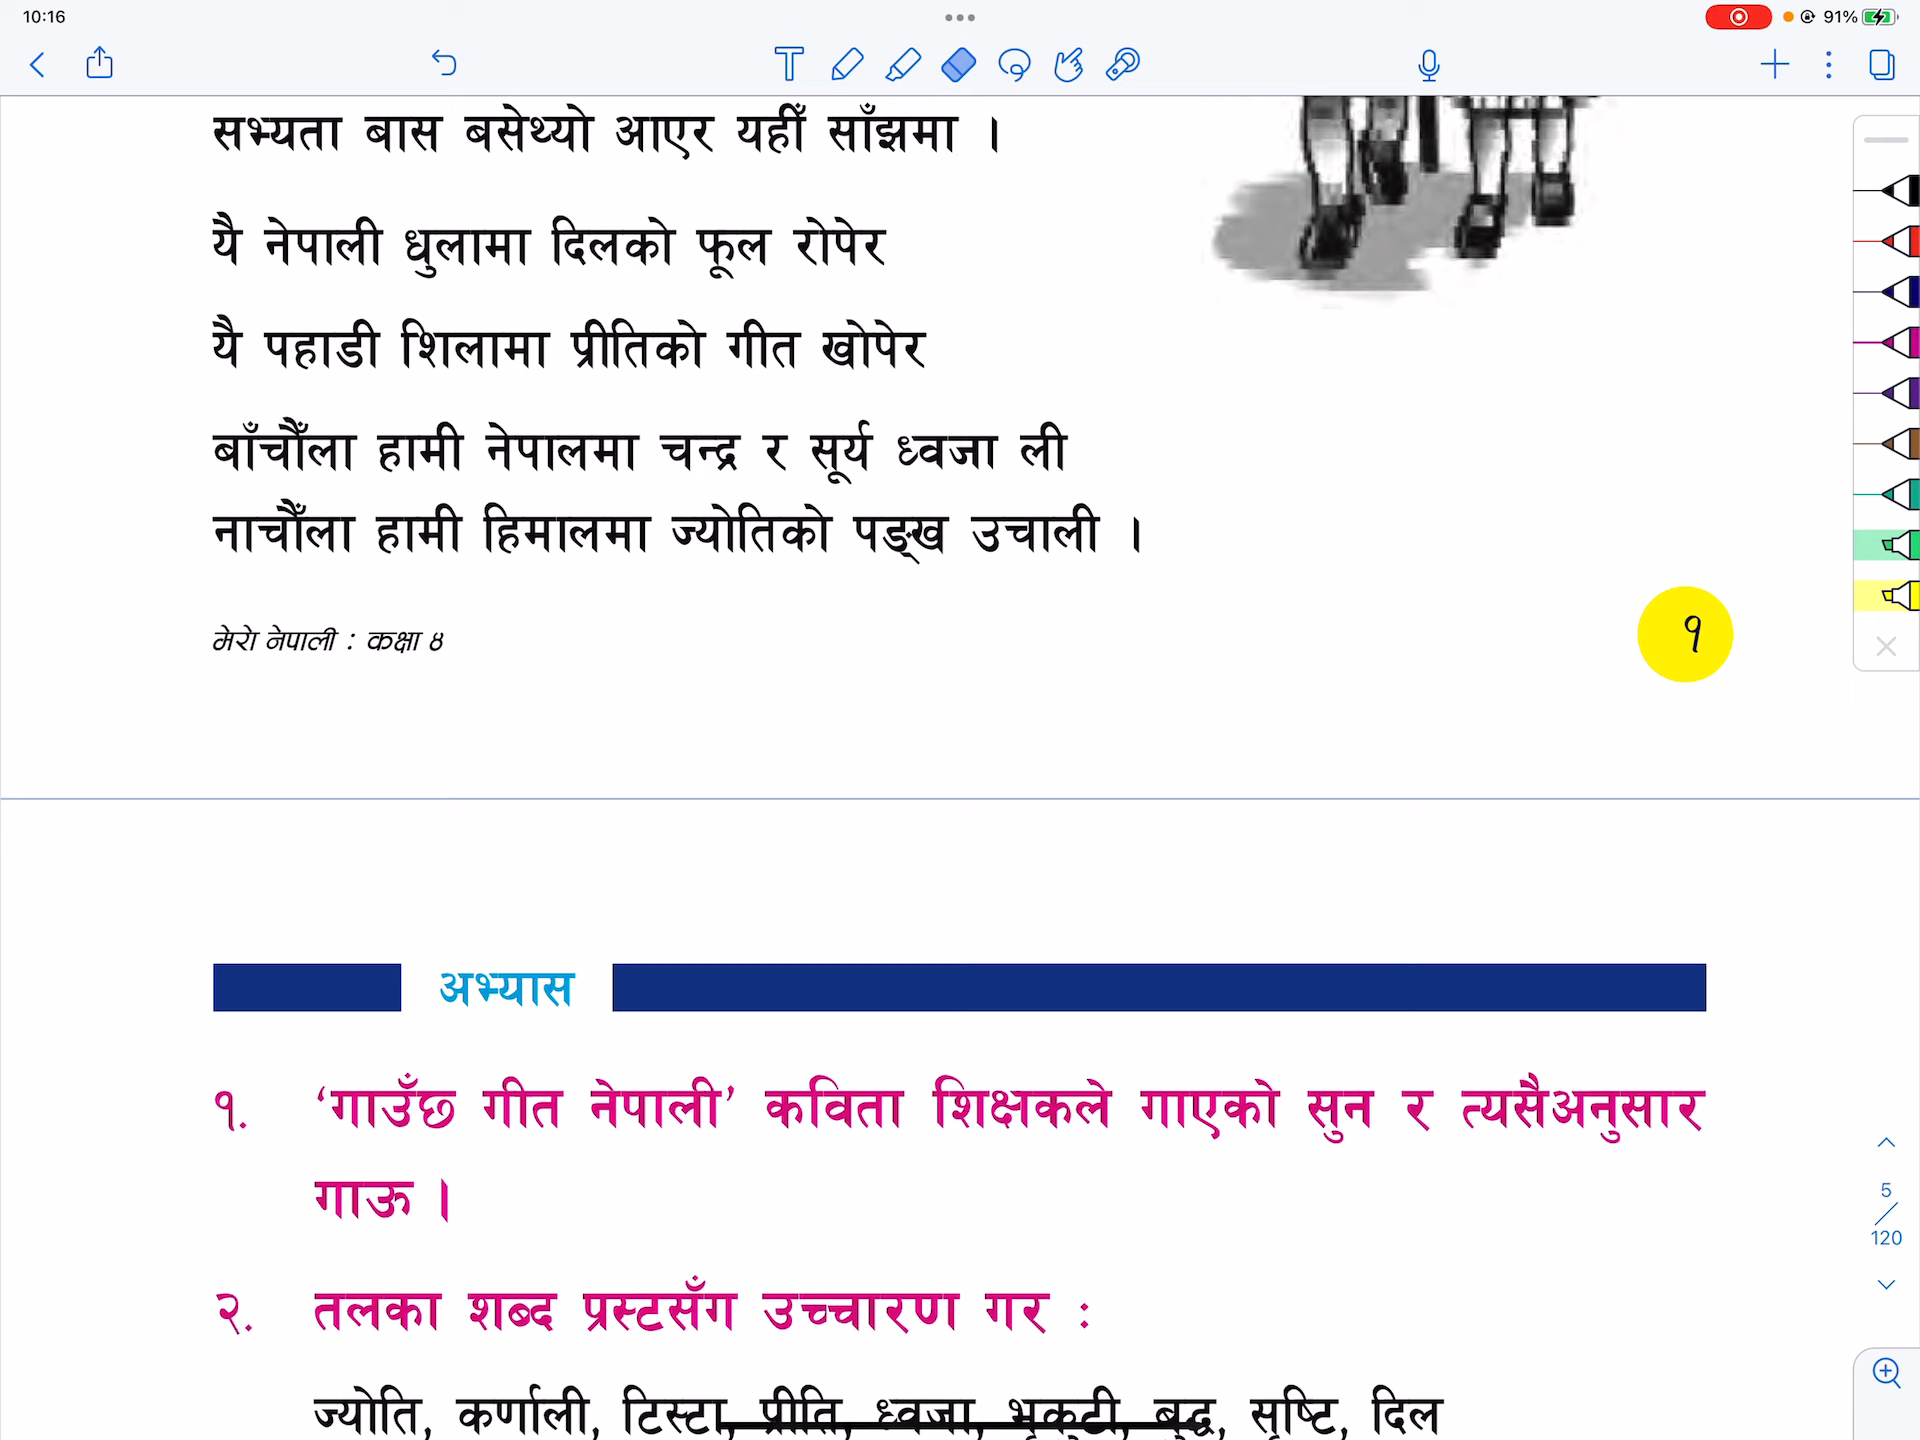 10:16
91%
सभ्यता बास बसेथ्यो आएर यहीँ साँझमा ।
यै नेपाली धुलामा दिलको फूल रोपेर
यै पहाडी शिलामा प्रीतिको गीत खोपेर
बाँचौँला हामी नेपालमा चन्द्र र सूर्य ध्वजा ली
नाचौँला हामी हिमालमा ज्योतिको पङ्ख उचाली ।
मेरो नेपाली : कक्षा ४
१
अभ्यास
१. ‘गाउँछ गीत नेपाली’ कविता शिक्षकले गाएको सुन र त्यसैअनुसार
गाऊ ।
२. तलका शब्द प्रस्टसँग उच्चारण गर :
ज्योति, कर्णाली, टिस्टा, प्रीति, ध्वजा, भृकुटी, बुद्ध, सृष्टि, दिल
5
120